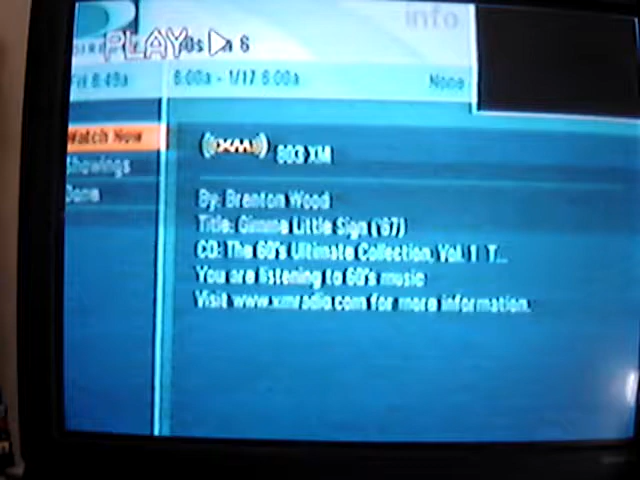 info
PLAY
6
Fri 8:49a 6:00a - 1/17 6:00a None
Watch Now
Showings
Done
XM 803 XM
By: Brenton Wood
Title: Gimme Little Sign ('67)
CD: The 60's Ultimate Collection, Vol. 1 T...
You are listening to 60's music
Visit www.xmradio.com for more information.